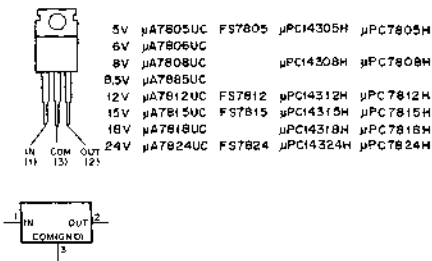 5V µA7805UC FS7805 µPC14305H µPC7805H
6V µA7806UC
8V µA7808UC µPC14308H µPC7808H
8.5V µA7885UC
12V µA7812UC FS7812 µPC14312H µPC7812H
15V µA7815UC FS7815 µPC14315H µPC7815H
18V µA7818UC µPC14318H µPC7818H
24V µA7824UC FS7824 µPC14324H µPC7824H
IN COM OUT
(1) (3) (2)
1 IN OUT 2
COM(GND)
3